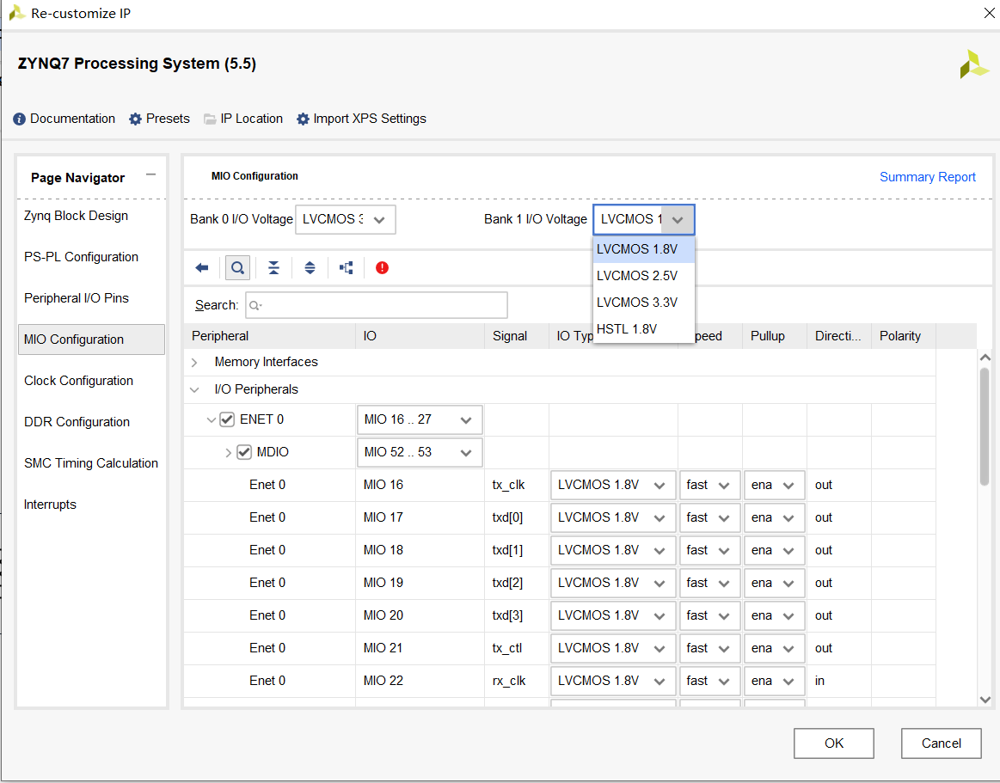 Re-customize IP
ZYNQ7 Processing System (5.5)
Documentation Presets IP Location Import XPS Settings
Page Navigator
Zynq Block Design
PS-PL Configuration
Peripheral I/O Pins
MIO Configuration
Clock Configuration
DDR Configuration
SMC Timing Calculation
Interrupts
MIO Configuration Summary Report
Bank 0 I/O Voltage LVCMOS 3 Bank 1 I/O Voltage LVCMOS 1
LVCMOS 1.8V
LVCMOS 2.5V
LVCMOS 3.3V
HSTL 1.8V
Search:
Peripheral IO Signal IO Typ peed Pullup Directi... Polarity
Memory Interfaces
I/O Peripherals
ENET 0 MIO 16 .. 27
MDIO MIO 52 .. 53
Enet 0 MIO 16 tx_clk LVCMOS 1.8V fast ena out
Enet 0 MIO 17 txd[0] LVCMOS 1.8V fast ena out
Enet 0 MIO 18 txd[1] LVCMOS 1.8V fast ena out
Enet 0 MIO 19 txd[2] LVCMOS 1.8V fast ena out
Enet 0 MIO 20 txd[3] LVCMOS 1.8V fast ena out
Enet 0 MIO 21 tx_ctl LVCMOS 1.8V fast ena out
Enet 0 MIO 22 rx_clk LVCMOS 1.8V fast ena in
OK Cancel